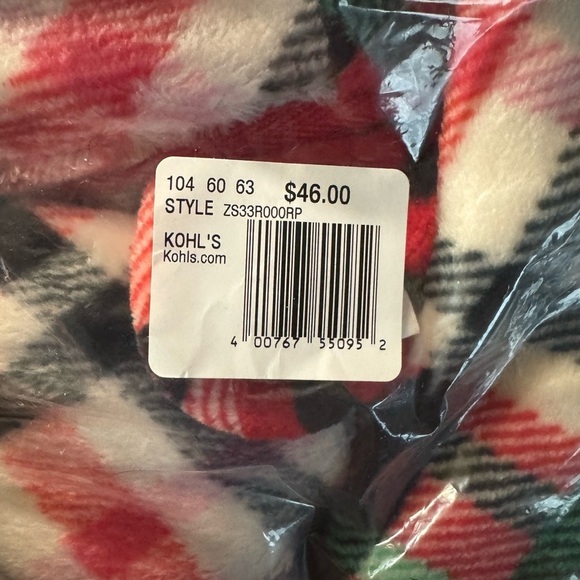 104 60 63 $46.00
STYLE ZS33R000RP
KOHL'S
Kohls.com
4 00767 55095 2